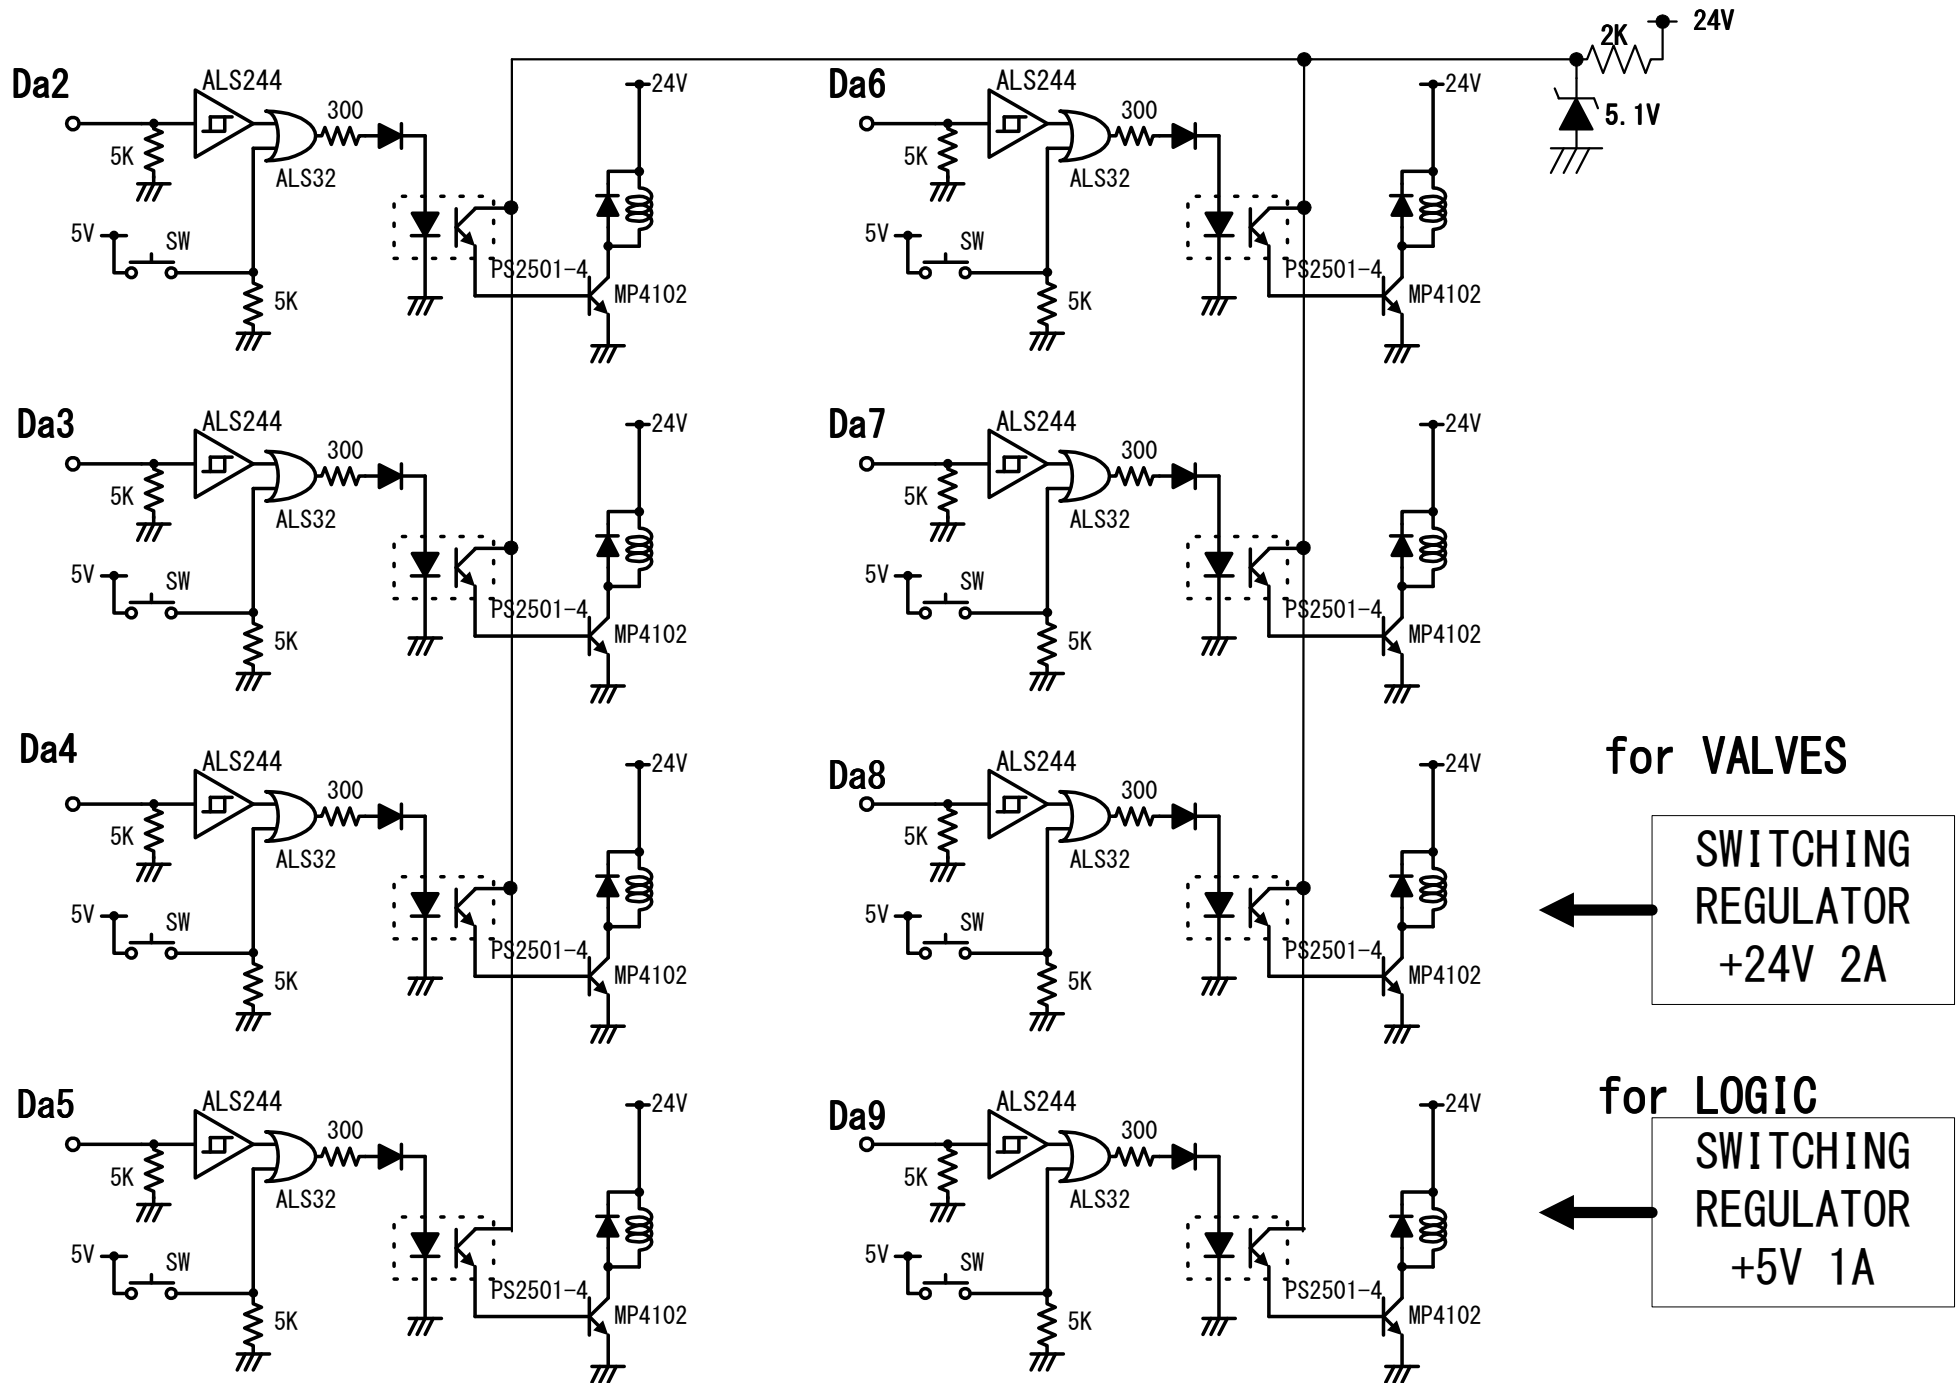 2K 24V
5.1V
Da2
ALS244
300
24V
5K
ALS32
5V
SW
5K
PS2501-4
MP4102
Da6
ALS244
300
24V
5K
ALS32
5V
SW
5K
PS2501-4
MP4102
Da3
ALS244
300
24V
5K
ALS32
5V
SW
5K
PS2501-4
MP4102
Da7
ALS244
300
24V
5K
ALS32
5V
SW
5K
PS2501-4
MP4102
Da4
ALS244
300
24V
5K
ALS32
5V
SW
5K
PS2501-4
MP4102
Da8
ALS244
300
24V
5K
ALS32
5V
SW
5K
PS2501-4
MP4102
for VALVES
SWITCHING
REGULATOR
+24V 2A
Da5
ALS244
300
24V
5K
ALS32
5V
SW
5K
PS2501-4
MP4102
Da9
ALS244
300
24V
5K
ALS32
5V
SW
5K
PS2501-4
MP4102
for LOGIC
SWITCHING
REGULATOR
+5V 1A